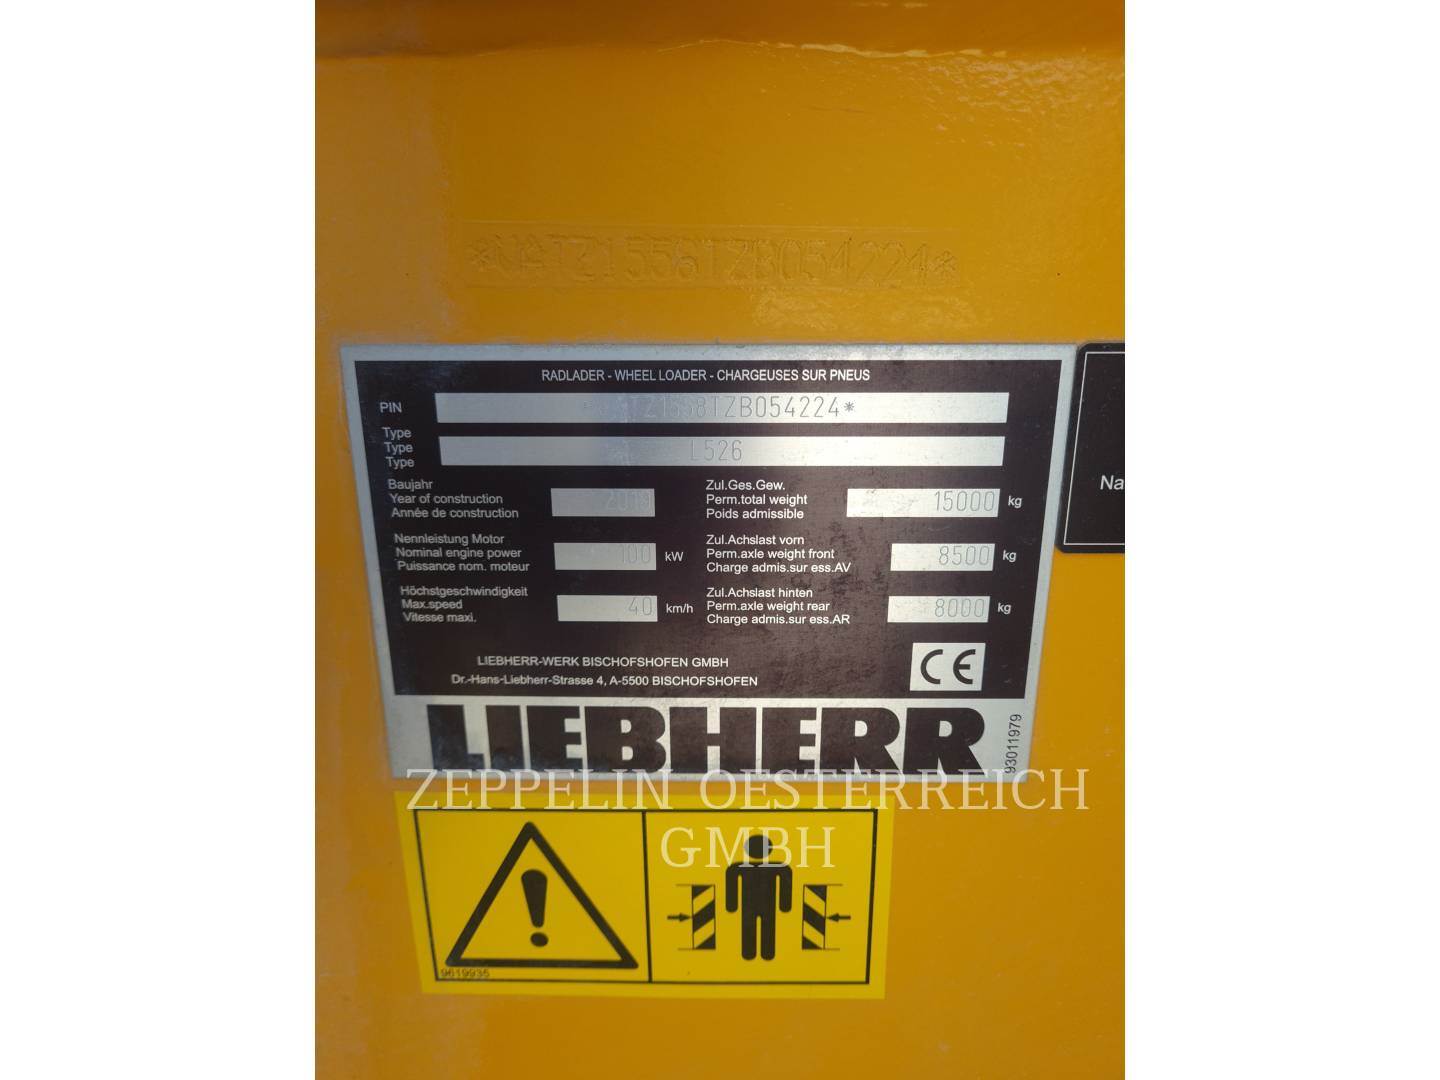 RADLADER - WHEEL LOADER - CHARGEUSES SUR PNEUS
PIN
Type
Type L526
Type
Baujahr
Year of construction
Année de construction
Zul.Ges.Gew.
Perm.total weight 15000 kg
Poids admissible
Nennleistung Motor
Nominal engine power 100 kW
Puissance nom. moteur
Zul.Achslast vorn
Perm.axle weight front 8500 kg
Charge admis.sur ess.AV
Höchstgeschwindigkeit
Max.speed 40 km/h
Vitesse maxi.
Zul.Achslast hinten
Perm.axle weight rear 8000 kg
Charge admis.sur ess.AR
LIEBHERR-WERK BISCHOFSHOFEN GMBH
Dr.-Hans-Liebherr-Strasse 4, A-5500 BISCHOFSHOFEN
CE
LIEBHERR
93011979
Na
ZEPPELIN OESTERREICH
GMBH
9619935